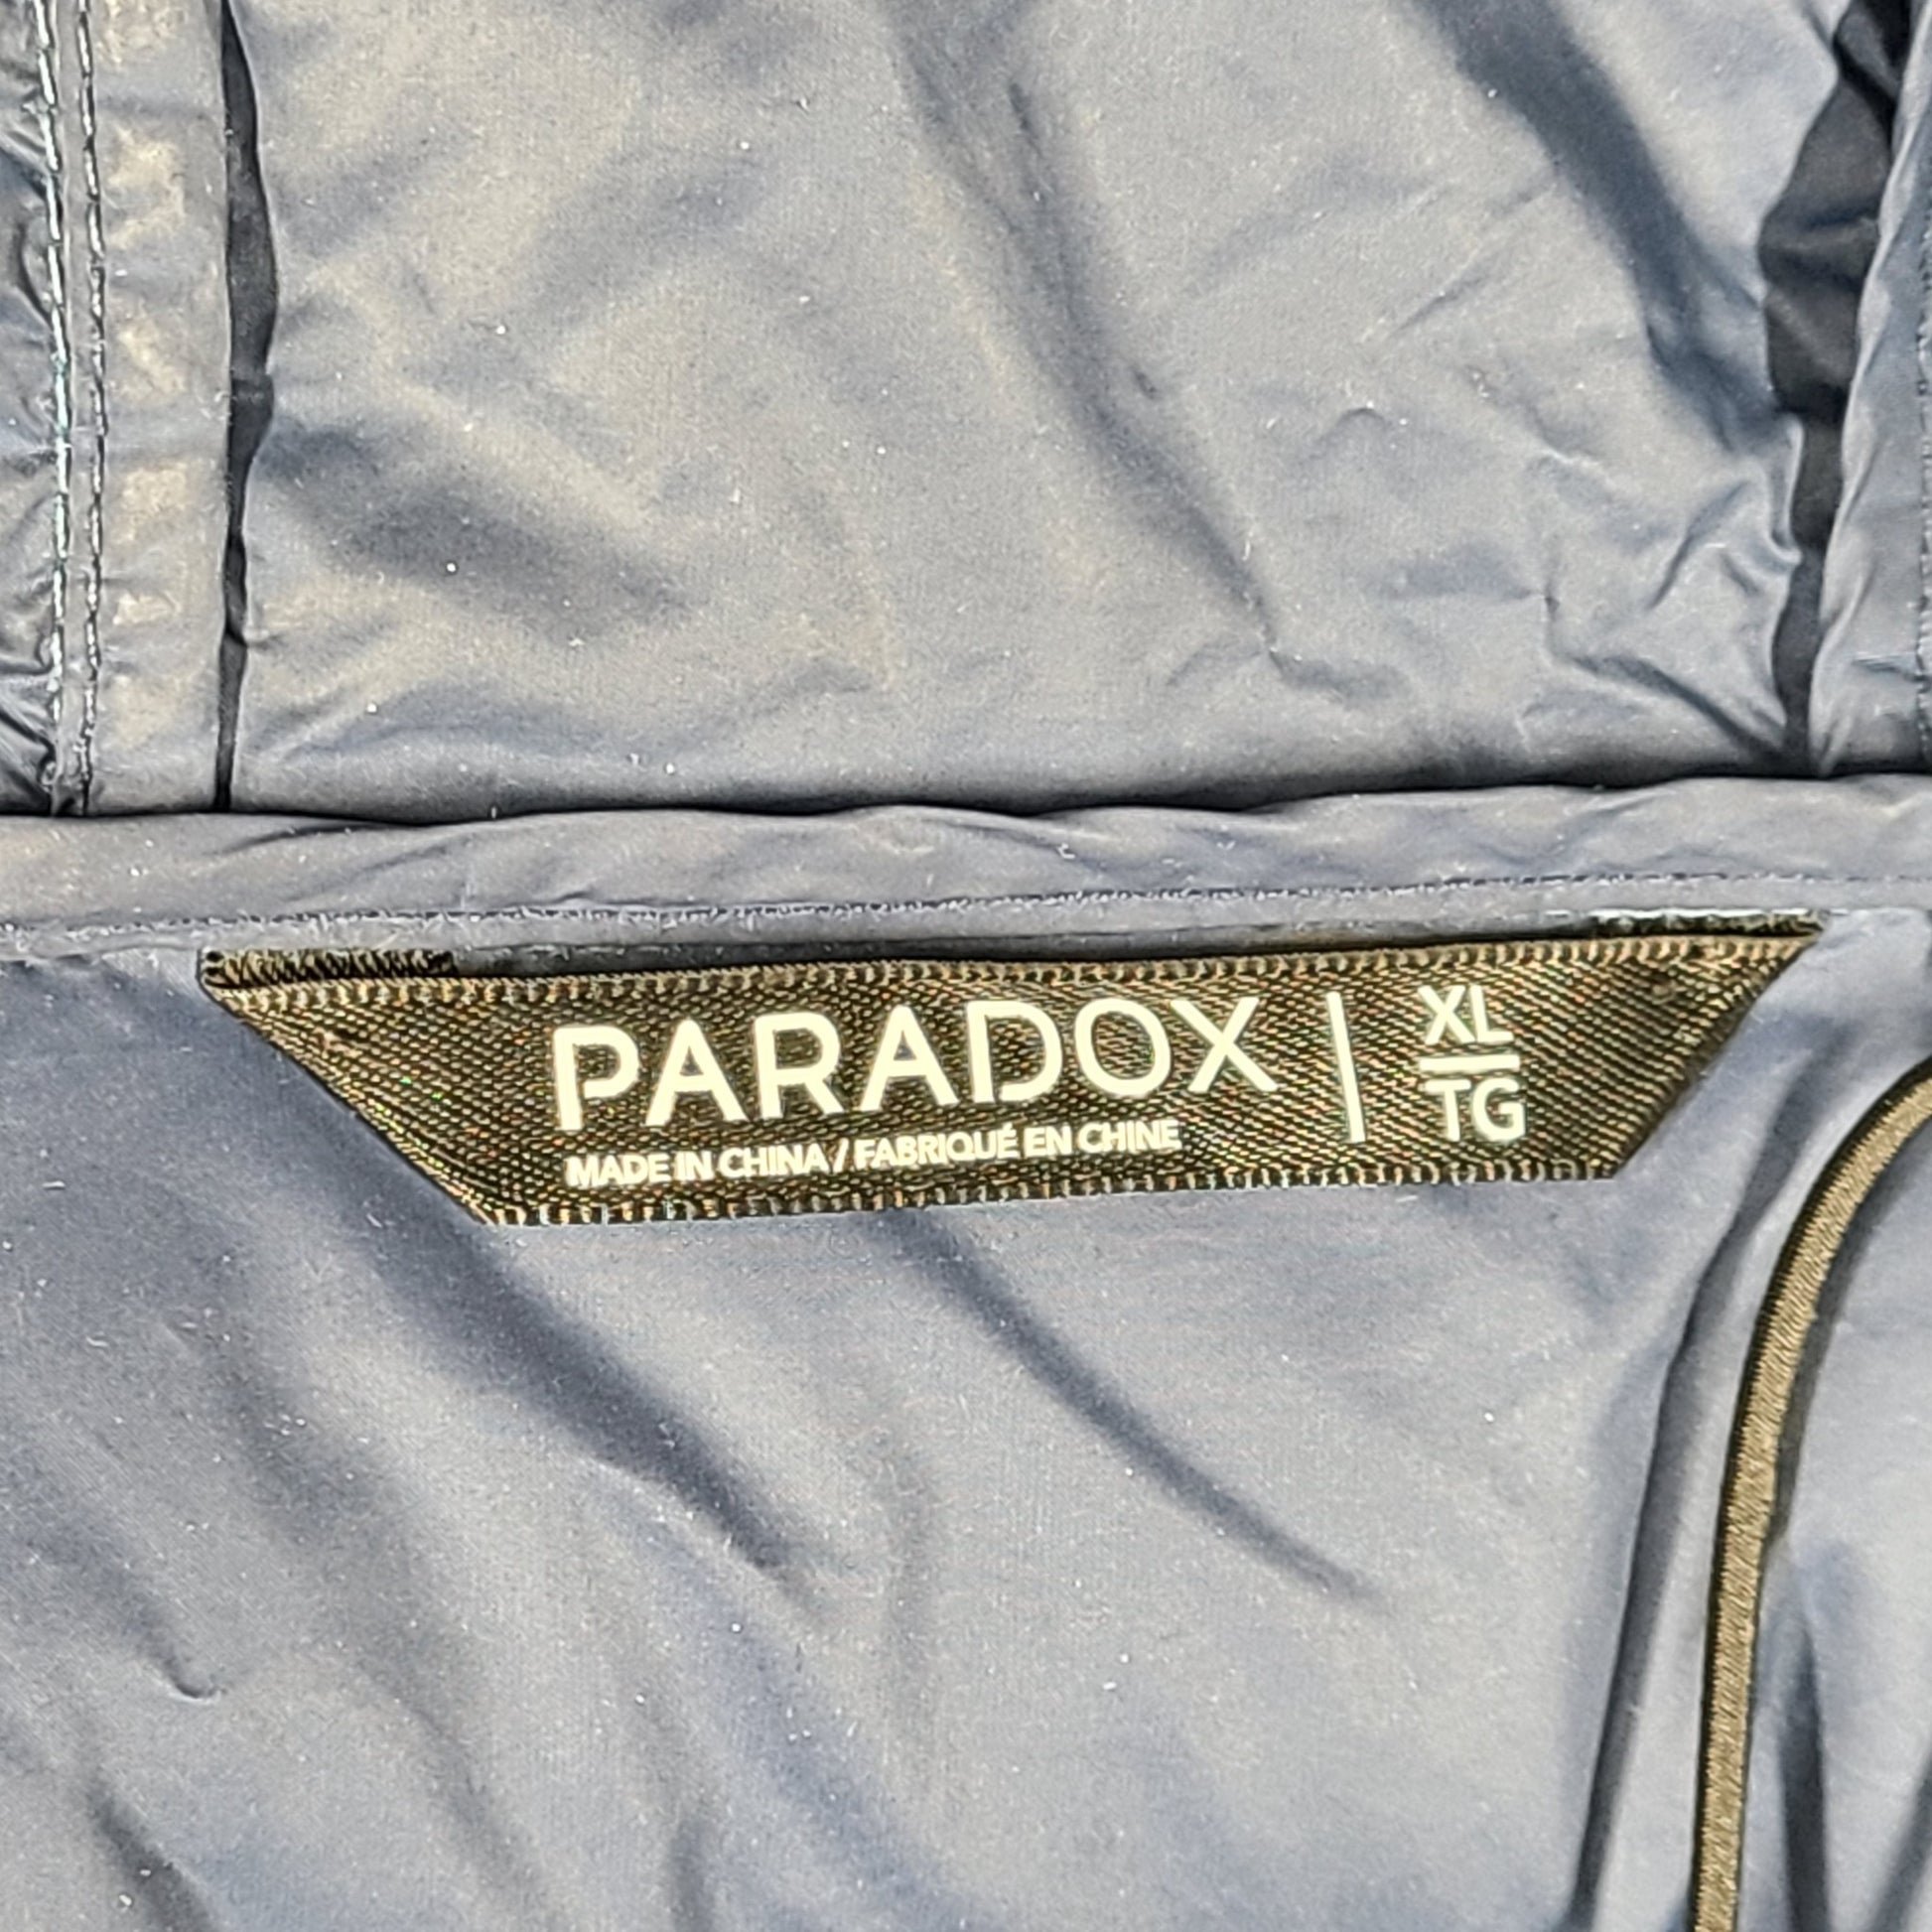 PARADOX
MADE IN CHINA / FABRIQUÉ EN CHINE
XL
TG